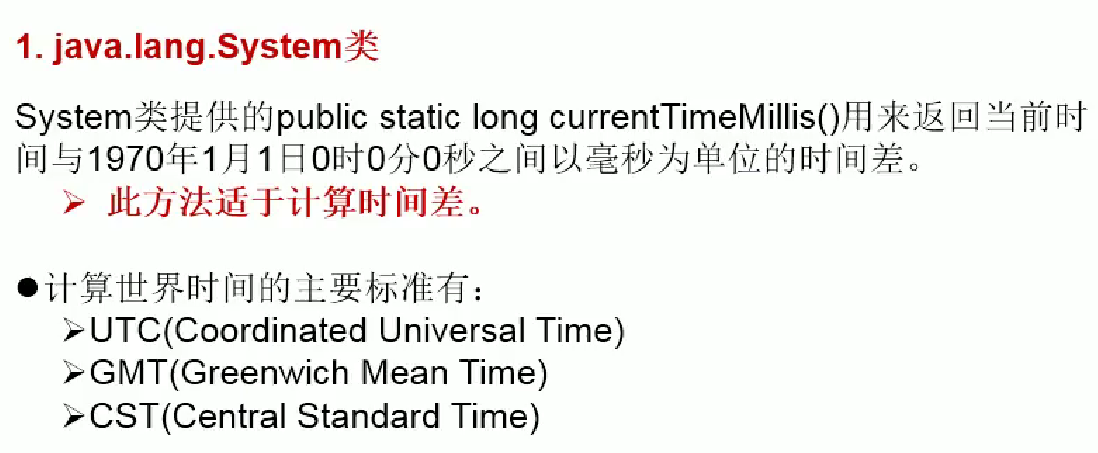 1. java.lang.System类
System类提供的public static long currentTimeMillis()用来返回当前时
间与1970年1月1日0时0分0秒之间以毫秒为单位的时间差。
➢ 此方法适于计算时间差。
●计算世界时间的主要标准有：
➢UTC(Coordinated Universal Time)
➢GMT(Greenwich Mean Time)
➢CST(Central Standard Time)